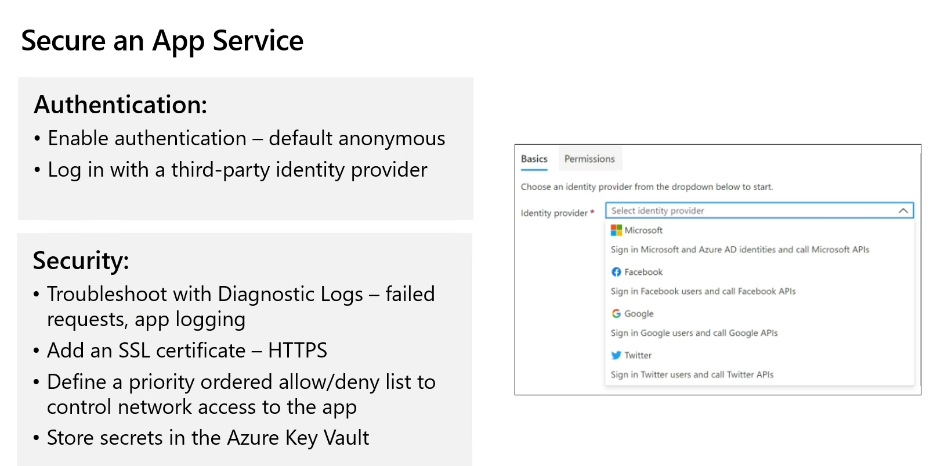 Secure an App Service
Authentication:
• Enable authentication – default anonymous
• Log in with a third-party identity provider
Security:
• Troubleshoot with Diagnostic Logs – failed
requests, app logging
• Add an SSL certificate – HTTPS
• Define a priority ordered allow/deny list to
control network access to the app
• Store secrets in the Azure Key Vault
Basics Permissions
Choose an identity provider from the dropdown below to start.
Identity provider * Select identity provider
Microsoft
Sign in Microsoft and Azure AD identities and call Microsoft APIs
Facebook
Sign in Facebook users and call Facebook APIs
Google
Sign in Google users and call Google APIs
Twitter
Sign in Twitter users and call Twitter APIs